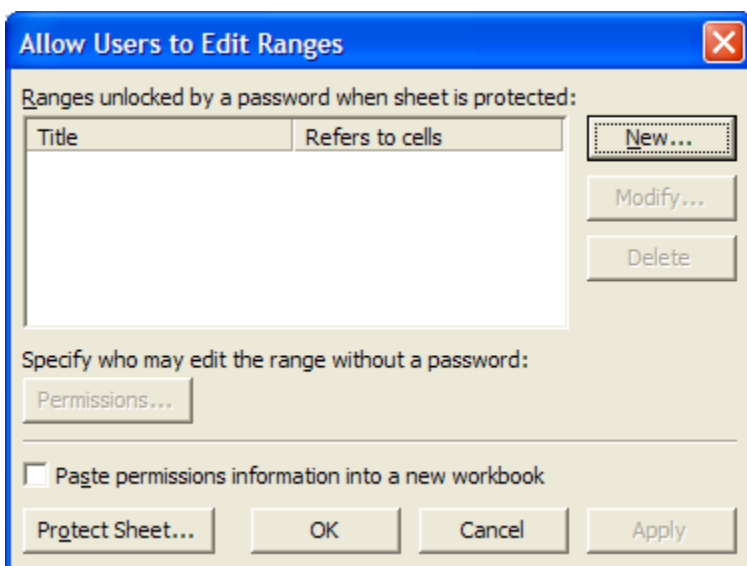 Allow Users to Edit Ranges
Ranges unlocked by a password when sheet is protected:
Title Refers to cells
New...
Modify...
Delete
Specify who may edit the range without a password:
Permissions...
Paste permissions information into a new workbook
Protect Sheet... OK Cancel Apply